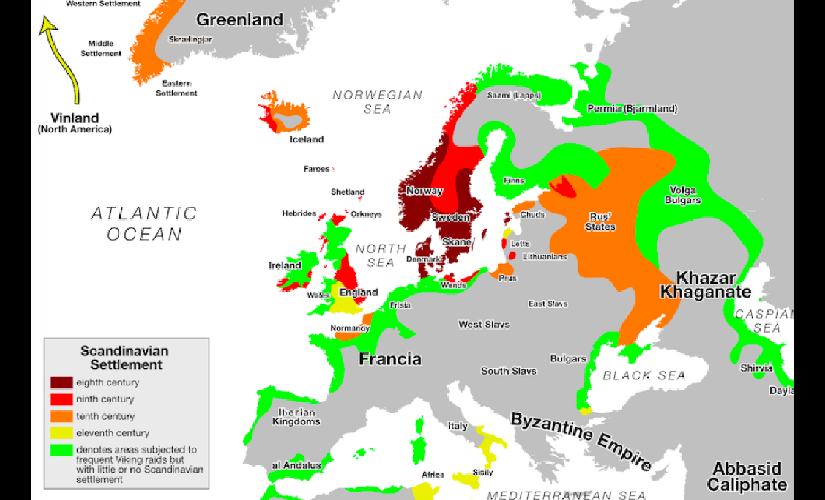 Western Settlement
Greenland
Skrælingjar
Middle
Settlement
Eastern
Settlement
Vinland
(North America)
NORWEGIAN
SEA
Iceland
Faroes
Shetland
Hebrides
Orkneys
ATLANTIC
OCEAN
NORTH
SEA
Ireland
Wales
England
Normandy
Frisia
Francia
Norway
Sweden
Skane
Denmark
Wends
Saami (Lapps)
Permia (Bjarmland)
Finns
Chuds
Letts
Lithuanians
Prus
Rus'
States
Volga
Bulgars
Khazar
Khaganate
CASPIAN
SEA
East Slavs
West Slavs
South Slavs
Bulgars
BLACK SEA
Shirvia
Iberian
Kingdoms
al Andalus
Italy
Sicily
Africa
Byzantine Empire
Abbasid
Caliphate
MEDITERRANEAN SEA
Scandinavian
Settlement
eighth century
ninth century
tenth century
eleventh century
denotes areas subjected to
frequent Viking raids but
with little or no Scandinavian
settlement